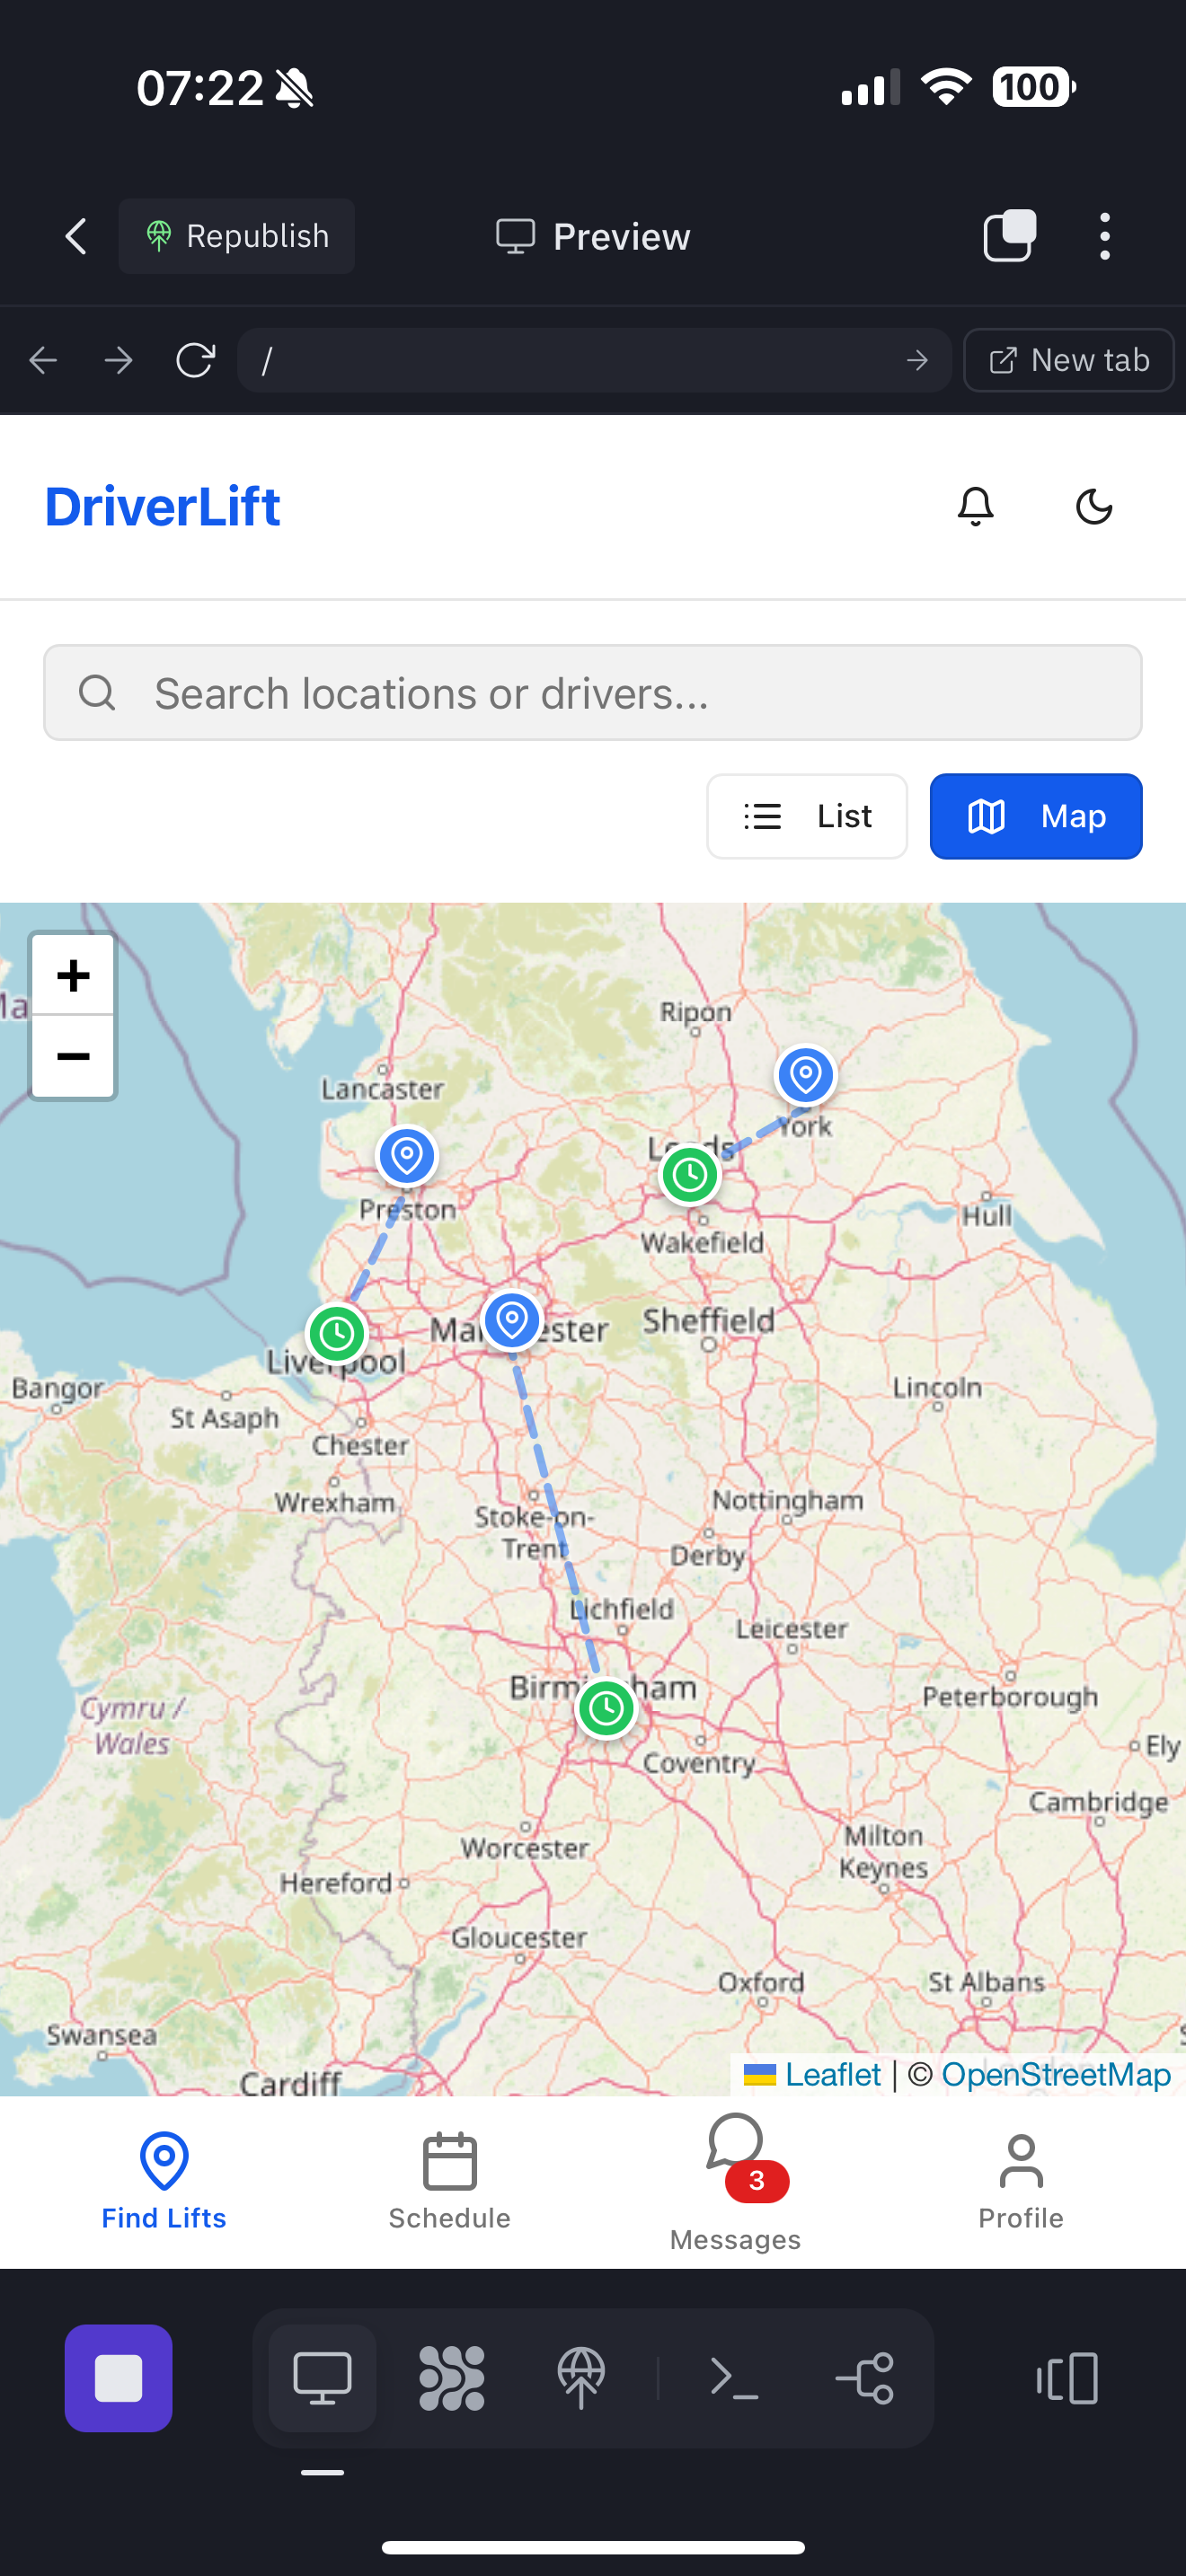 07:22
100
Republish
Preview
/
New tab
DriverLift
Search locations or drivers...
List
Map
+
−
Ripon
Lancaster
York
Preston
Hull
Wakefield
Sheffield
Liverpool
Bangor
Lincoln
St Asaph
Chester
Wrexham
Nottingham
Stoke-on-
Trent
Derby
Lichfield
Leicester
Peterborough
Cymru /
Wales
Ely
Coventry
Cambridge
Worcester
Milton
Keynes
Hereford
Gloucester
Oxford
St Albans
Swansea
Cardiff
Leaflet | © OpenStreetMap
3
Find Lifts
Schedule
Messages
Profile